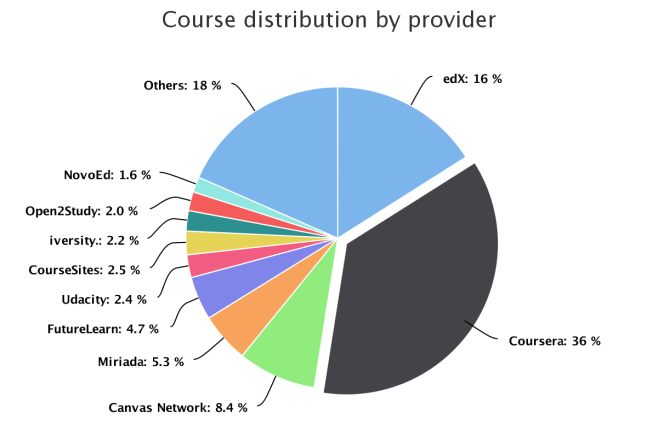 Course distribution by provider
edX: 16 %
Others: 18 %
NovoEd: 1.6 %
Open2Study: 2.0 %
iversity.: 2.2 %
CourseSites: 2.5 %
Udacity: 2.4 %
FutureLearn: 4.7 %
Coursera: 36 %
Miriada: 5.3 %
Canvas Network: 8.4 %